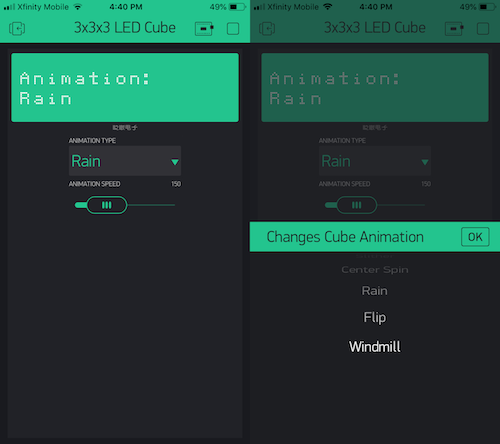 Xfinity Mobile 4:40 PM 49%
3x3x3 LED Cube
Animation:
Rain
ANIMATION TYPE
Rain
ANIMATION SPEED 150
Xfinity Mobile 4:40 PM 49%
3x3x3 LED Cube
Animation:
Rain
ANIMATION TYPE
Rain
ANIMATION SPEED 150
Changes Cube Animation OK
Center Spin
Rain
Flip
Windmill